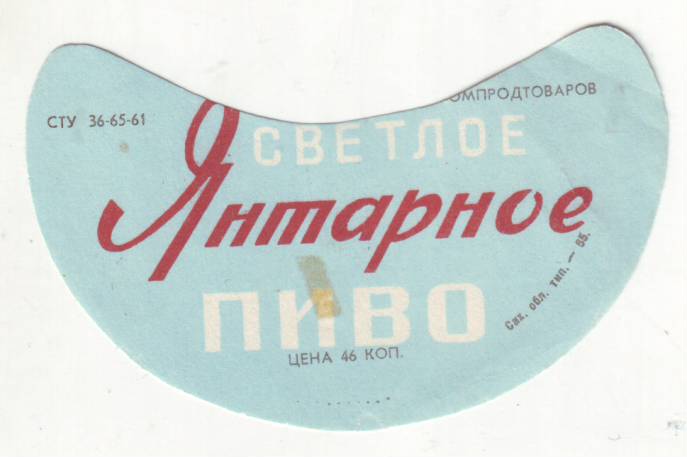 ОМПРОДТОВАРОВ
СТУ 36-65-61
СВЕТЛОЕ
Янтарное
ПИВО
Сах. обл. тип. — 65.
ЦЕНА 46 КОП.